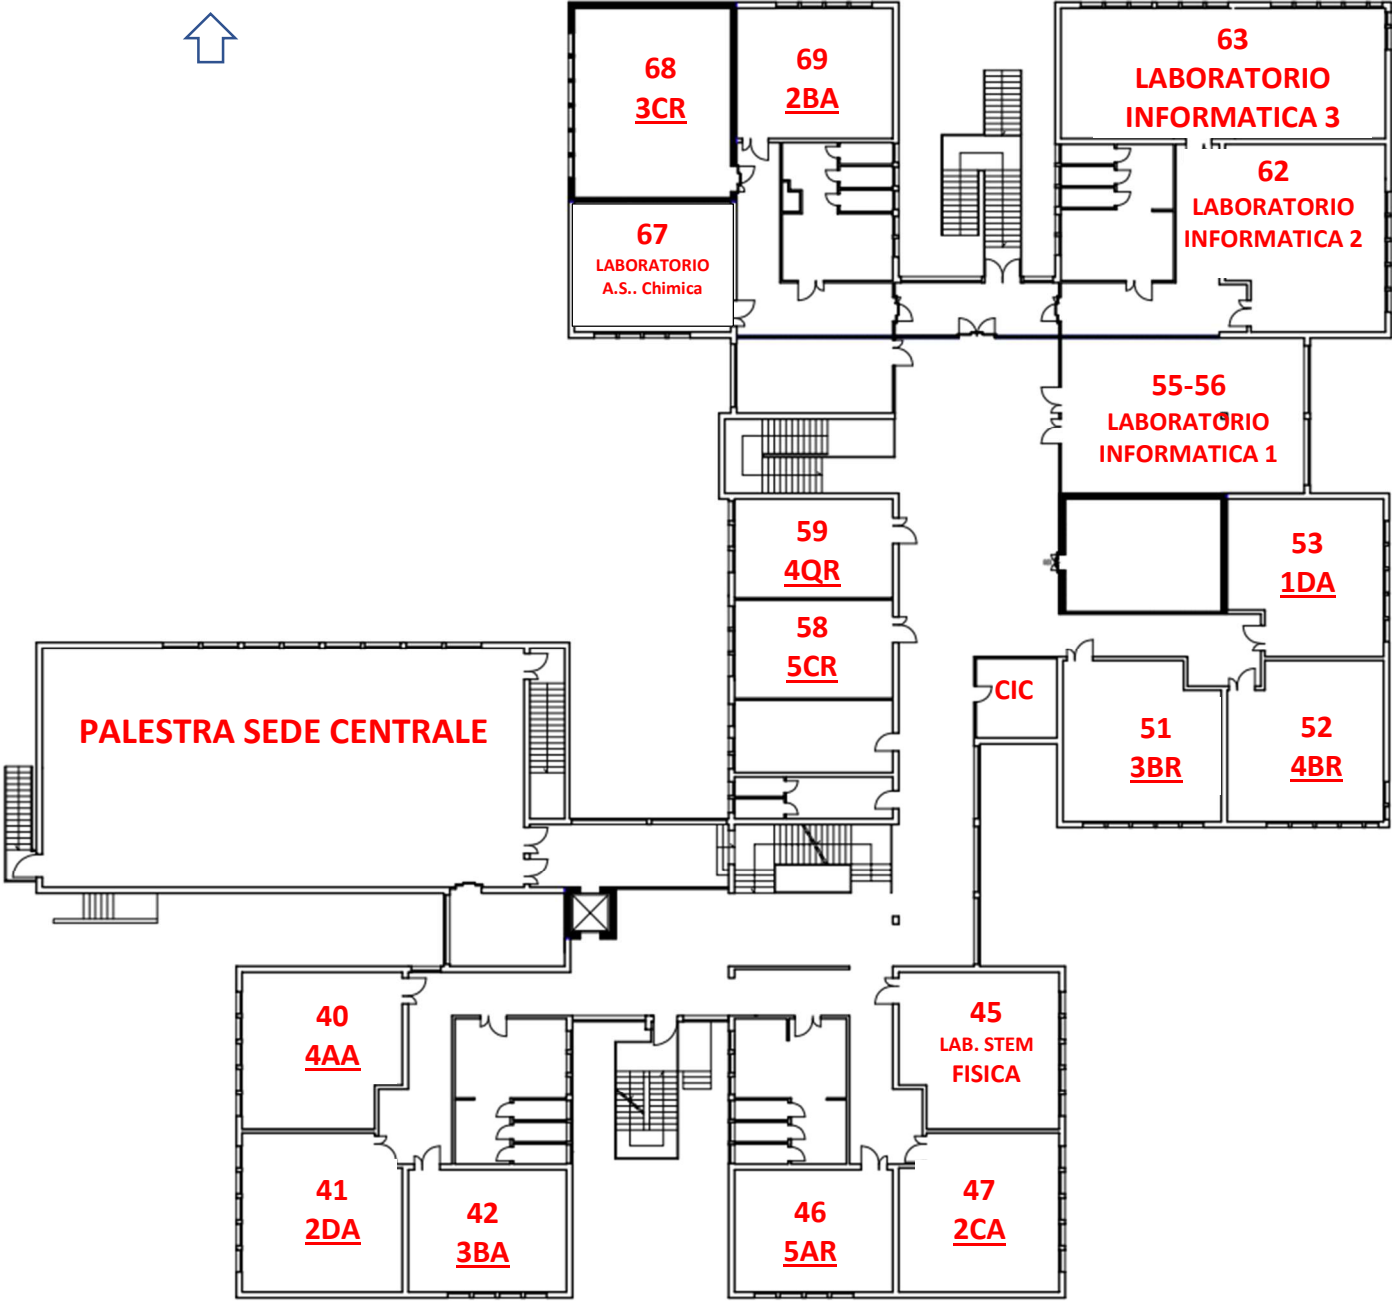 68
3CR
69
2BA
63
LABORATORIO
INFORMATICA 3
62
LABORATORIO
INFORMATICA 2
67
LABORATORIO
A.S.. Chimica
55-56
LABORATORIO
INFORMATICA 1
59
4QR
53
1DA
58
5CR
CIC
PALESTRA SEDE CENTRALE
51
3BR
52
4BR
40
4AA
45
LAB. STEM
FISICA
41
2DA
42
3BA
46
5AR
47
2CA